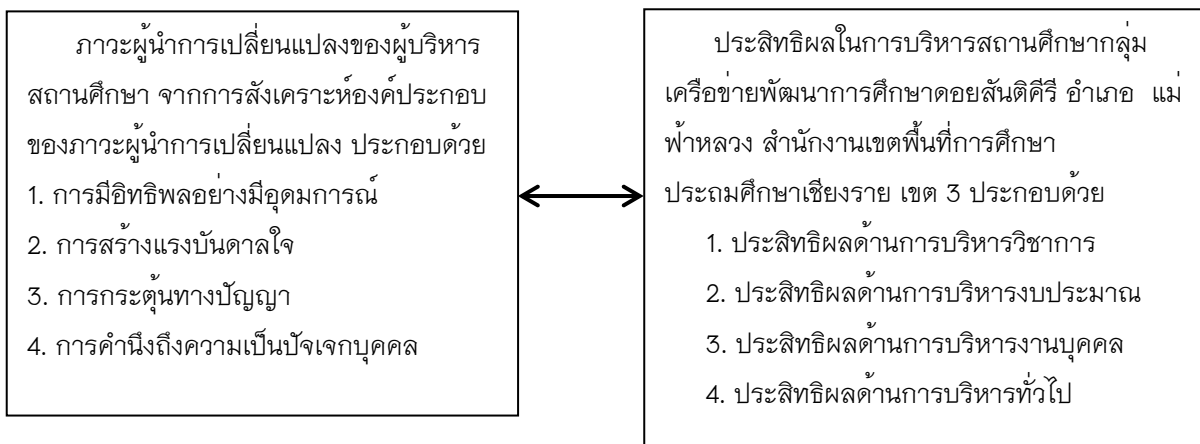 ภาวะผู้นำการเปลี่ยนแปลงของผู้บริหาร
สถานศึกษา จากการสังเคราะห์องค์ประกอบ
ของภาวะผู้นำการเปลี่ยนแปลง ประกอบด้วย
1. การมีอิทธิพลอย่างมีอุดมการณ์
2. การสร้างแรงบันดาลใจ
3. การกระตุ้นทางปัญญา
4. การคำนึงถึงความเป็นปัจเจกบุคคล
ประสิทธิผลในการบริหารสถานศึกษากลุ่ม
เครือข่ายพัฒนาการศึกษาดอยสันติคีรี อำเภอ แม่
ฟ้าหลวง สำนักงานเขตพื้นที่การศึกษา
ประถมศึกษาเชียงราย เขต 3 ประกอบด้วย
1. ประสิทธิผลด้านการบริหารวิชาการ
2. ประสิทธิผลด้านการบริหารงบประมาณ
3. ประสิทธิผลด้านการบริหารงานบุคคล
4. ประสิทธิผลด้านการบริหารทั่วไป